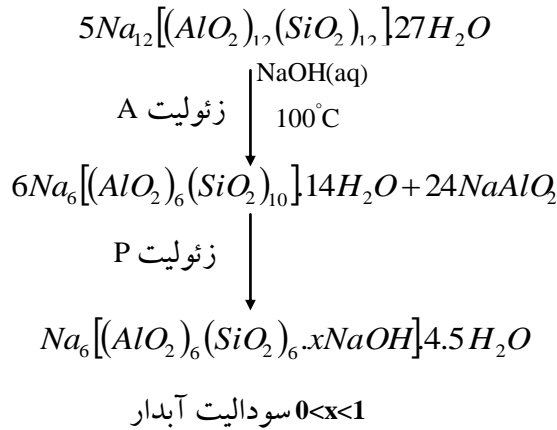 5Na₁₂[(AlO₂)₁₂(SiO₂)₁₂].27H₂O
NaOH(aq)
زئولیت A
100°C
6Na₆[(AlO₂)₆(SiO₂)₁₀].14H₂O+24NaAlO₂
زئولیت P
Na₆[(AlO₂)₆(SiO₂)₆.xNaOH].4.5H₂O
سودالیت آبدار 0<x<1